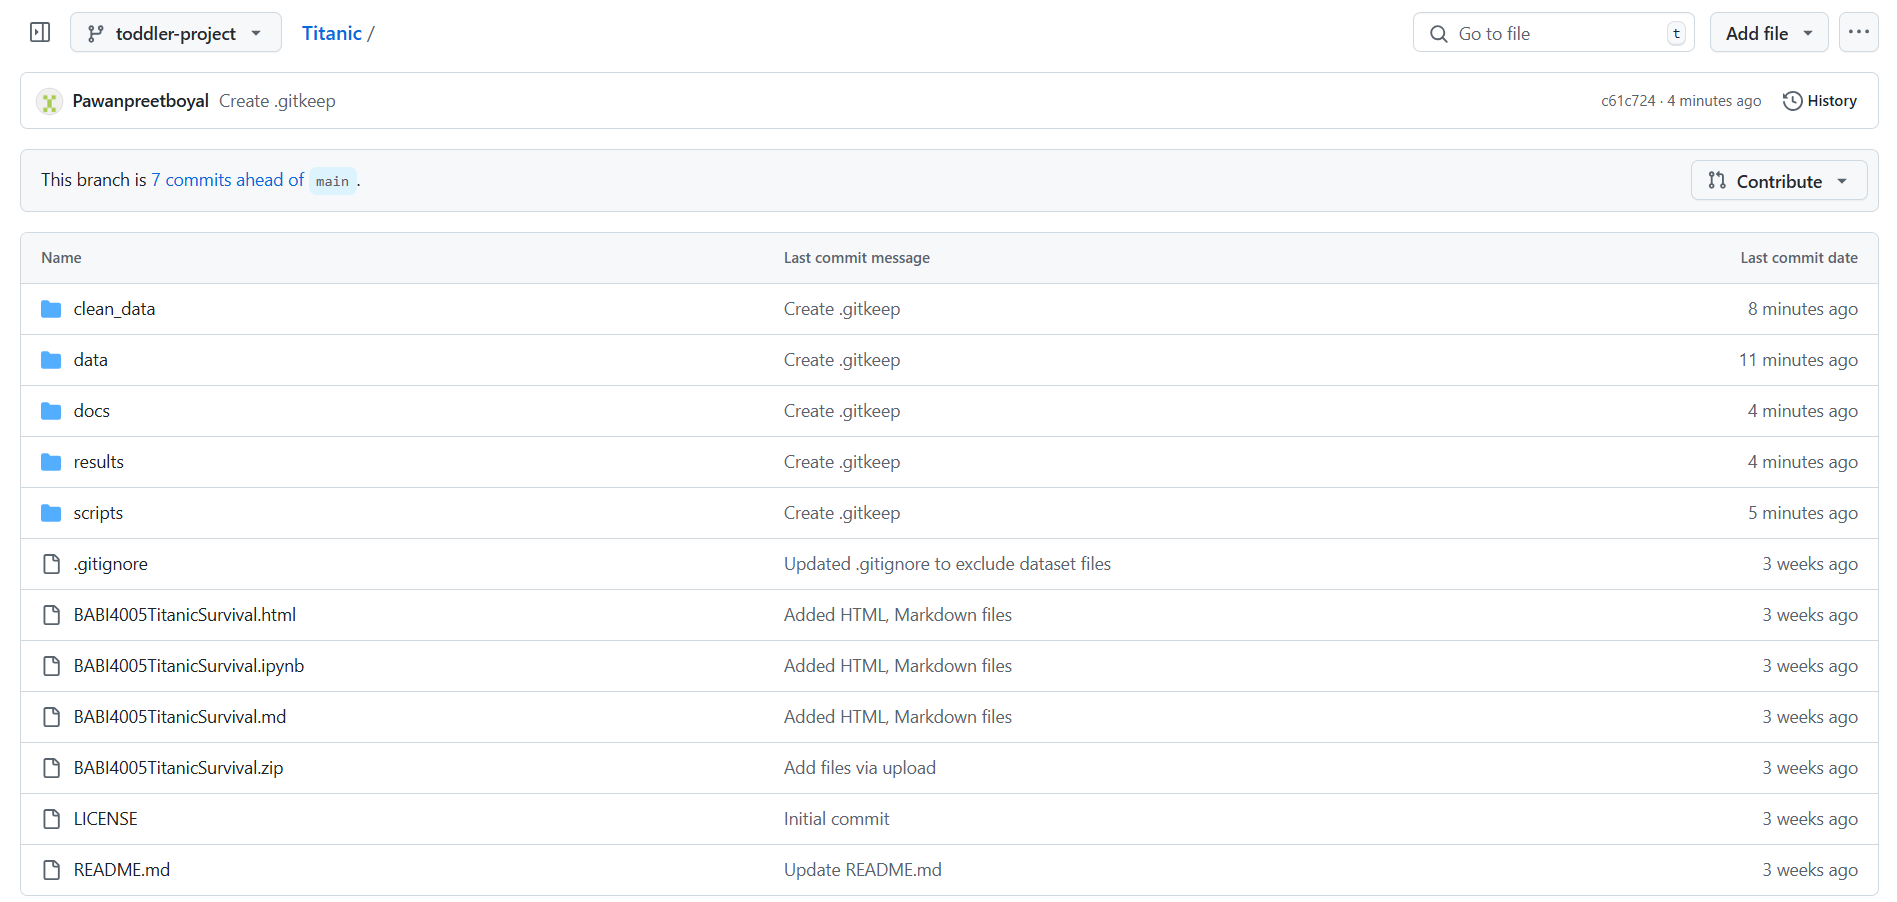 toddler-project Titanic / Go to file t Add file
Pawanpreetboyal Create .gitkeep c61c724 · 4 minutes ago History
This branch is 7 commits ahead of main . Contribute
Name Last commit message Last commit date
clean_data Create .gitkeep 8 minutes ago
data Create .gitkeep 11 minutes ago
docs Create .gitkeep 4 minutes ago
results Create .gitkeep 4 minutes ago
scripts Create .gitkeep 5 minutes ago
.gitignore Updated .gitignore to exclude dataset files 3 weeks ago
BABI4005TitanicSurvival.html Added HTML, Markdown files 3 weeks ago
BABI4005TitanicSurvival.ipynb Added HTML, Markdown files 3 weeks ago
BABI4005TitanicSurvival.md Added HTML, Markdown files 3 weeks ago
BABI4005TitanicSurvival.zip Add files via upload 3 weeks ago
LICENSE Initial commit 3 weeks ago
README.md Update README.md 3 weeks ago